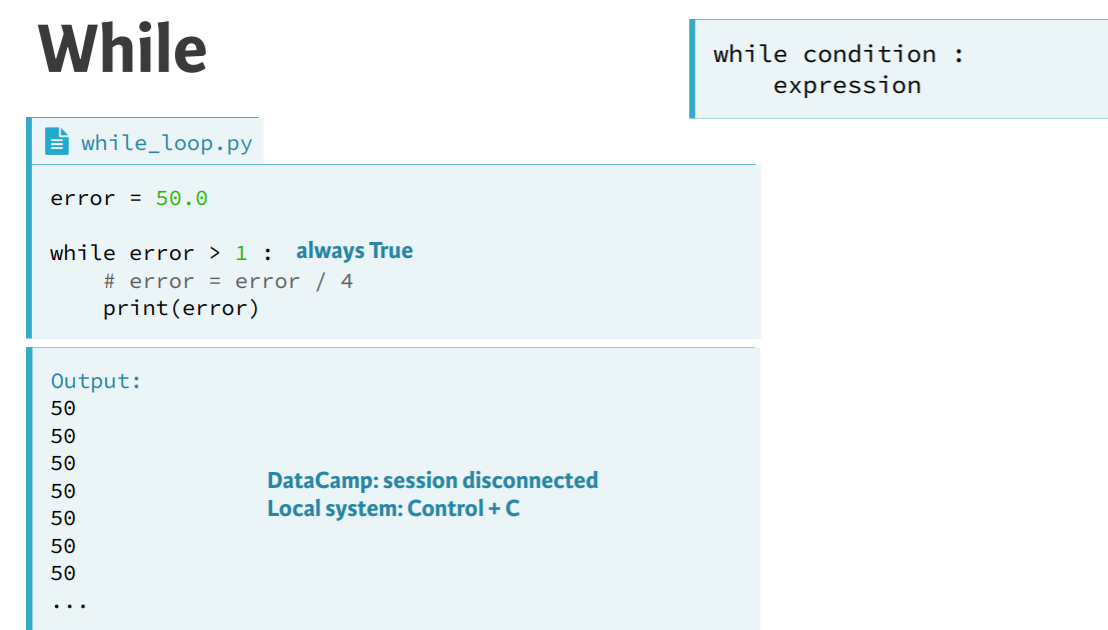 While
while condition :
    expression
while_loop.py
error = 50.0
while error > 1 : always True
    # error = error / 4
    print(error)
Output:
50
50
50
50
50
50
50
...
DataCamp: session disconnected
Local system: Control + C